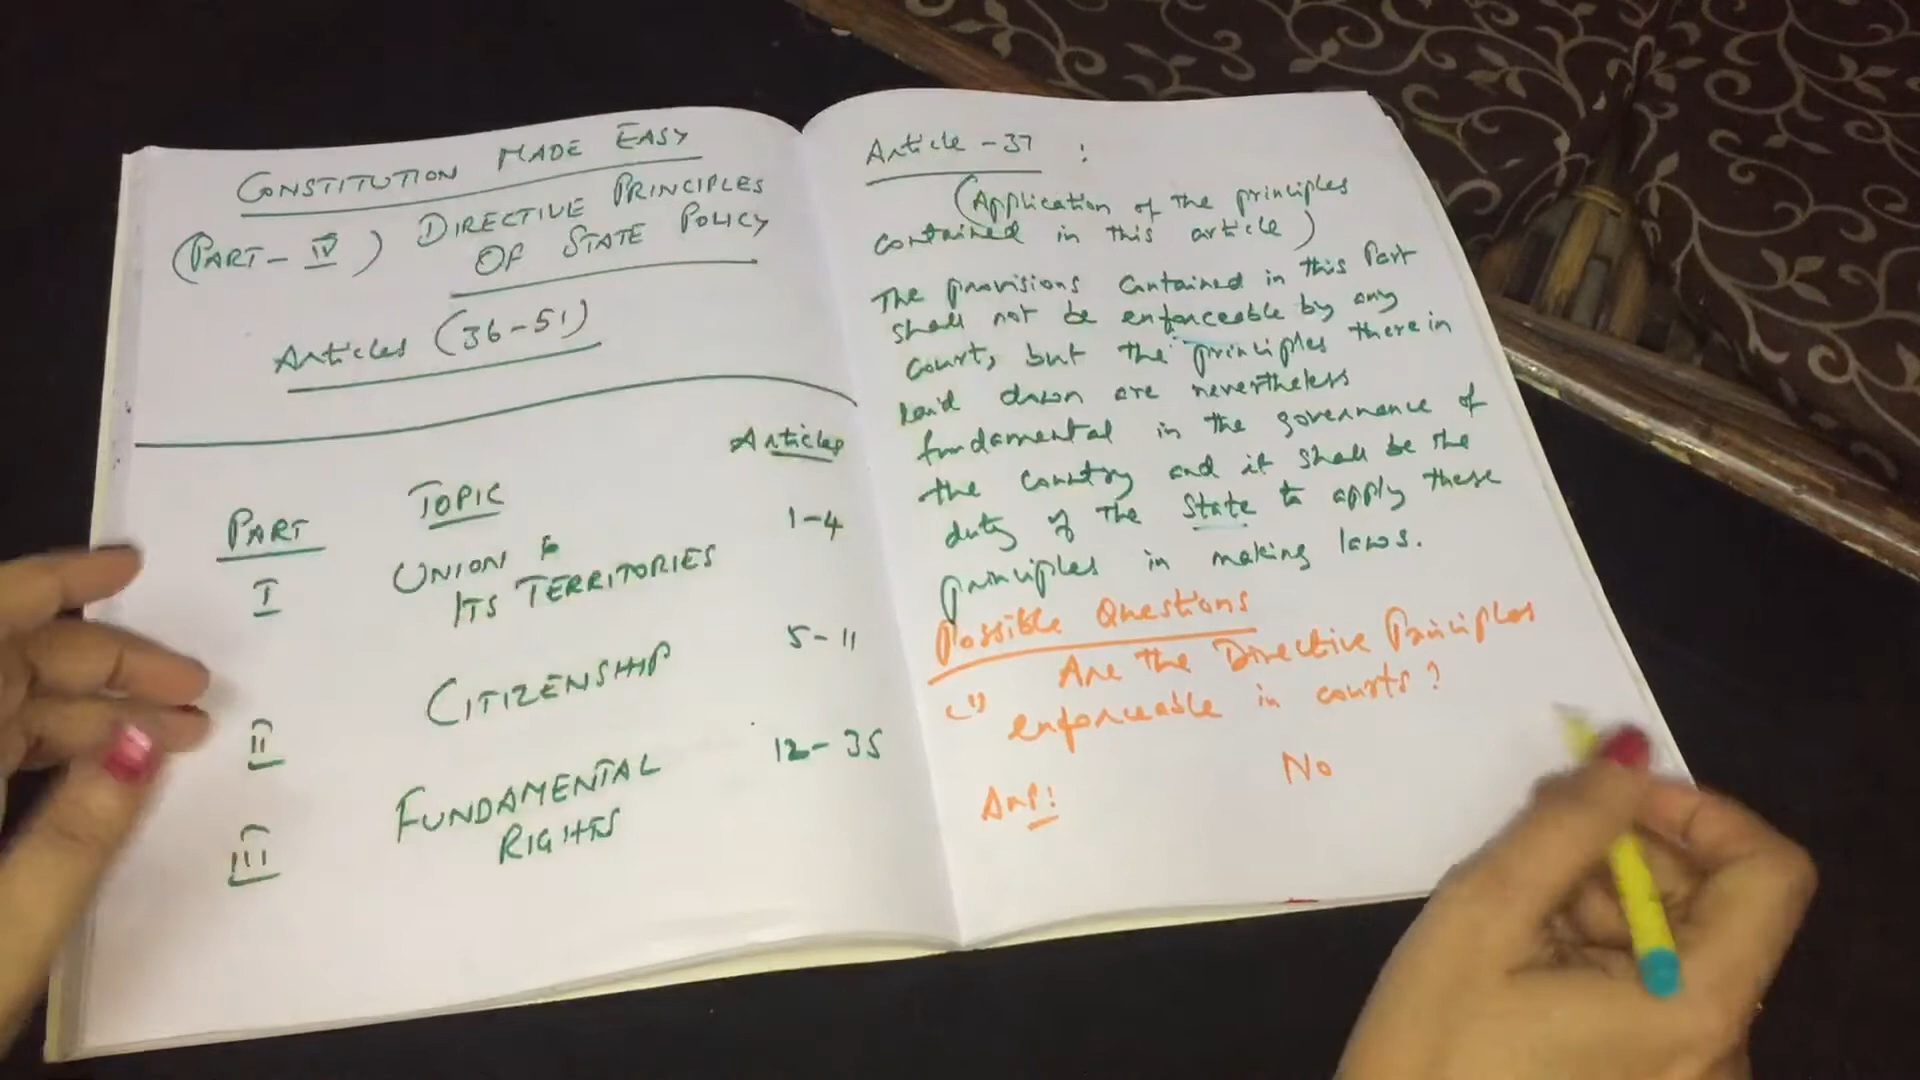 CONSTITUTION MADE EASY
(PART-IV) DIRECTIVE PRINCIPLES
OF STATE POLICY
Articles (36-51)
PART TOPIC Articles
I UNION & 1-4
ITS TERRITORIES
II CITIZENSHIP 5-11
III FUNDAMENTAL 12-35
RIGHTS
Article -37 :
(Application of the principles
contained in this article)
The provisions contained in this Part
shall not be enforceable by any
court, but the principles there in
laid down are nevertheless
fundamental in the governance of
the country and it shall be the
duty of the State to apply these
principles in making laws.
Possible Questions
(1) Are the Directive Principles
enforceable in courts?
Ans: No